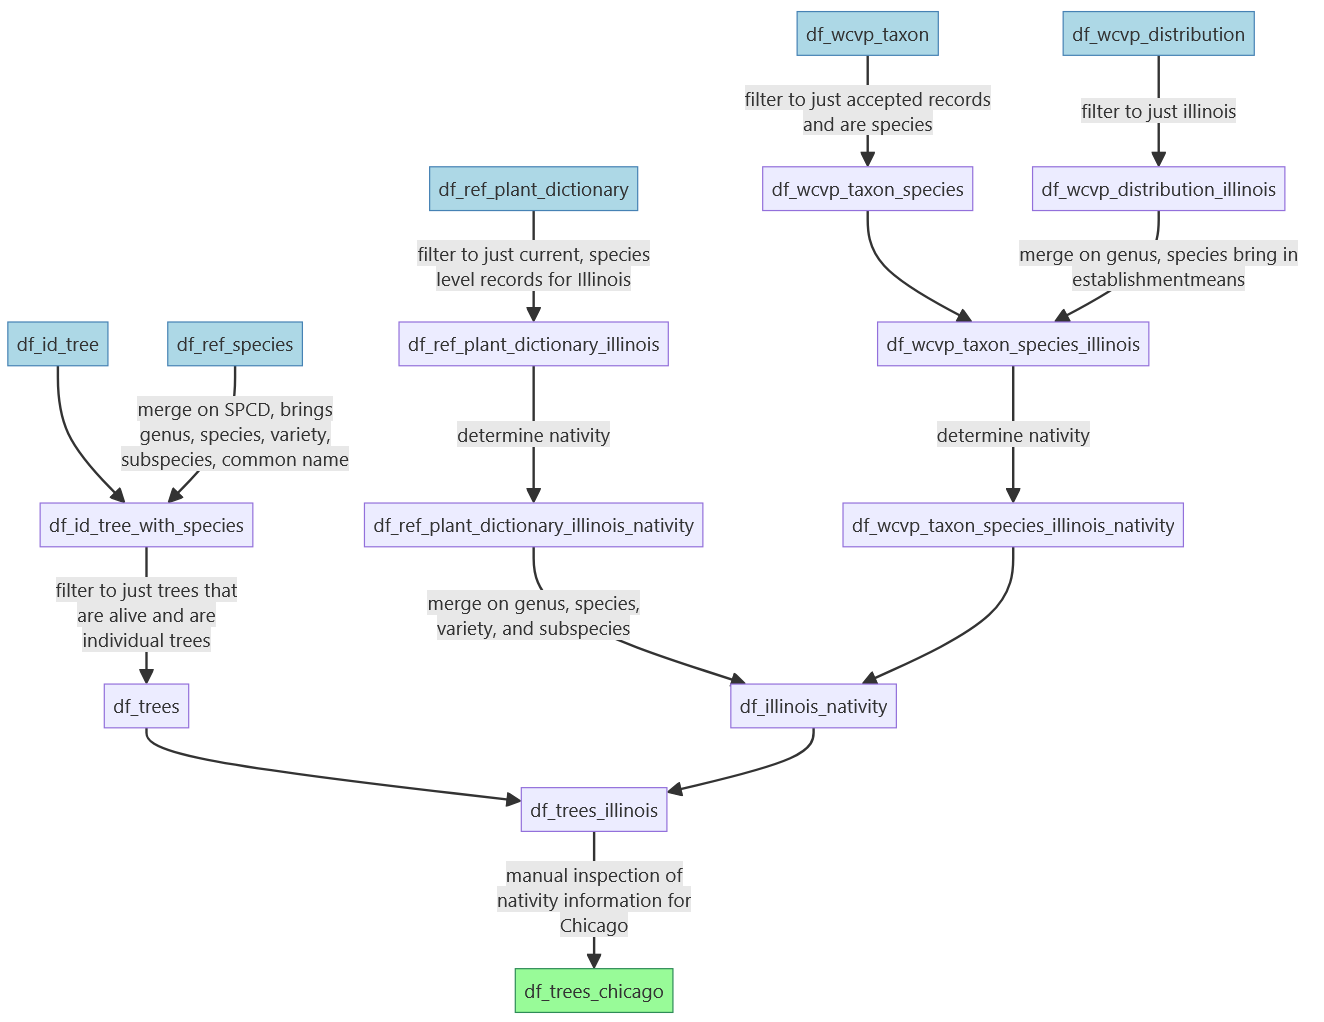 df_wcvp_taxon
df_wcvp_distribution
filter to just accepted records
and are species
filter to just illinois
df_ref_plant_dictionary
df_wcvp_taxon_species
df_wcvp_distribution_illinois
filter to just current, species
level records for Illinois
merge on genus, species bring in
establishmentmeans
df_id_tree
df_ref_species
df_ref_plant_dictionary_illinois
df_wcvp_taxon_species_illinois
merge on SPCD, brings
genus, species, variety,
subspecies, common name
determine nativity
determine nativity
df_id_tree_with_species
df_ref_plant_dictionary_illinois_nativity
df_wcvp_taxon_species_illinois_nativity
filter to just trees that
are alive and are
individual trees
merge on genus, species,
variety, and subspecies
df_trees
df_illinois_nativity
df_trees_illinois
manual inspection of
nativity information for
Chicago
df_trees_chicago